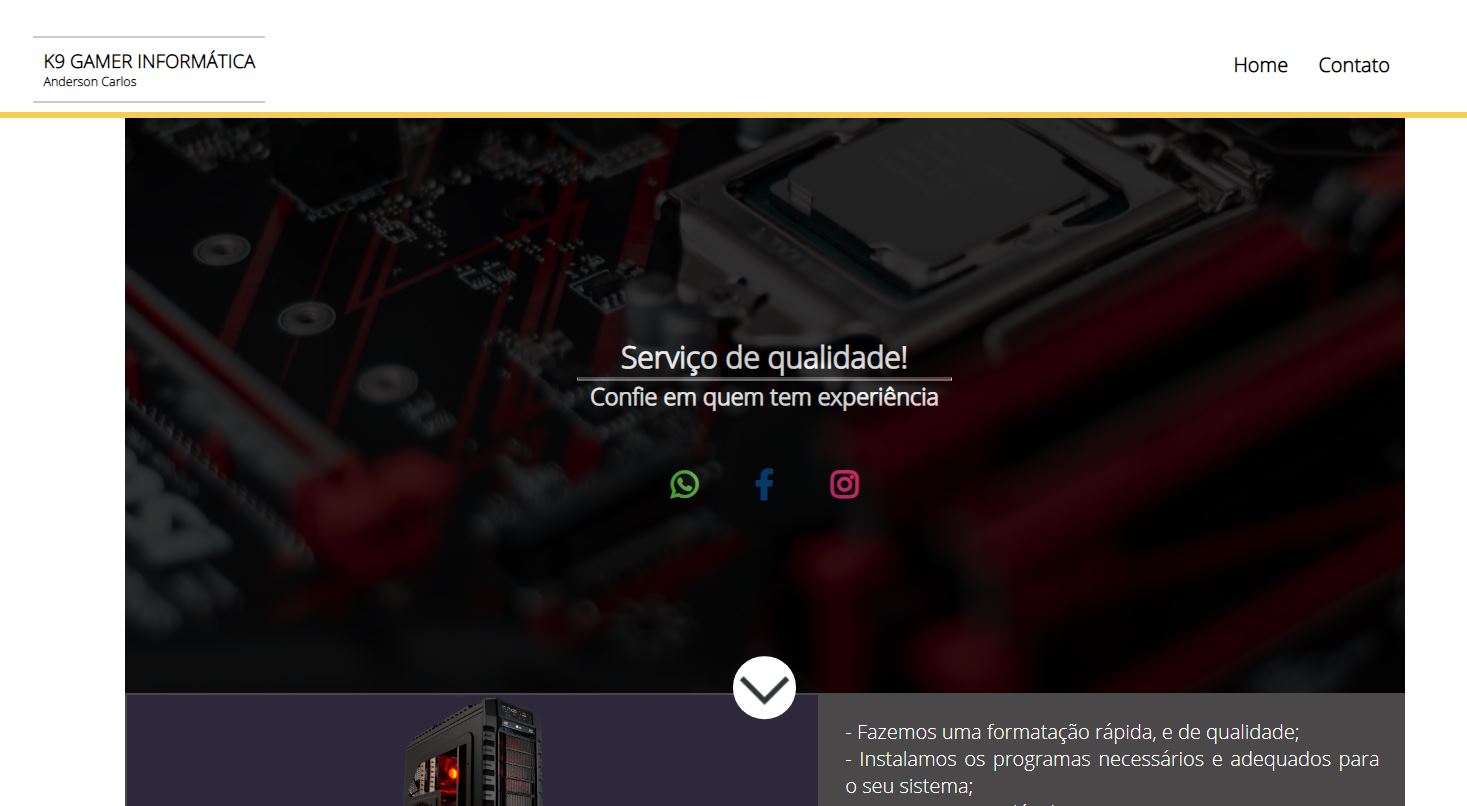 K9 GAMER INFORMÁTICA
Anderson Carlos
Home Contato
Serviço de qualidade!
Confie em quem tem experiência
- Fazemos uma formatação rápida, e de qualidade;
- Instalamos os programas necessários e adequados para
o seu sistema;